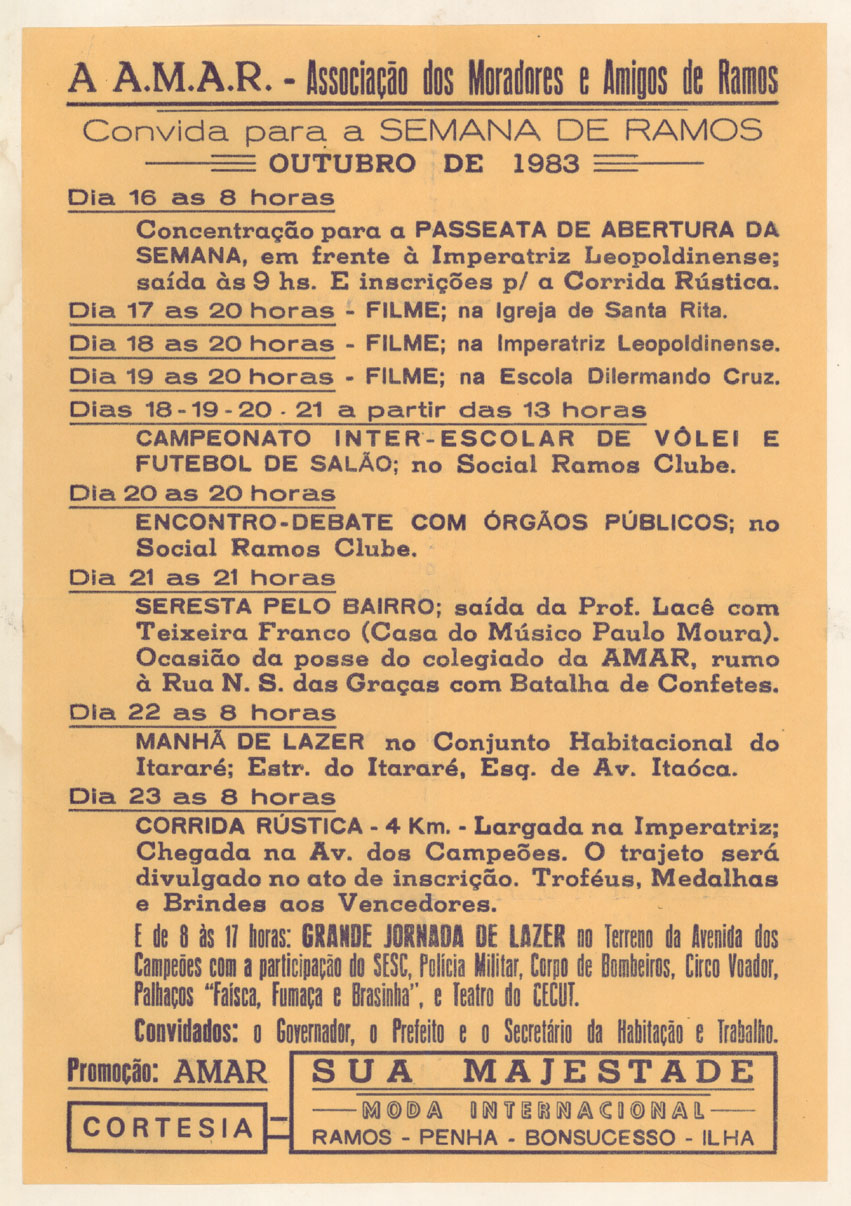 A A.M.A.R. - Associação dos Moradores e Amigos de Ramos
Convida para a SEMANA DE RAMOS
OUTUBRO DE 1983
Dia 16 as 8 horas
Concentração para a PASSEATA DE ABERTURA DA
SEMANA, em frente à Imperatriz Leopoldinense;
saída às 9 hs. E inscrições p/ a Corrida Rústica.
Dia 17 as 20 horas - FILME; na Igreja de Santa Rita.
Dia 18 as 20 horas - FILME; na Imperatriz Leopoldinense.
Dia 19 as 20 horas - FILME; na Escola Dilermando Cruz.
Dias 18-19-20 . 21 a partir das 13 horas
CAMPEONATO INTER-ESCOLAR DE VÔLEI E
FUTEBOL DE SALÃO; no Social Ramos Clube.
Dia 20 as 20 horas
ENCONTRO-DEBATE COM ÓRGÃOS PÚBLICOS; no
Social Ramos Clube.
Dia 21 as 21 horas
SERESTA PELO BAIRRO; saída da Prof. Lacê com
Teixeira Franco (Casa do Músico Paulo Moura).
Ocasião da posse do colegiado da AMAR, rumo
à Rua N. S. das Graças com Batalha de Confetes.
Dia 22 as 8 horas
MANHÃ DE LAZER no Conjunto Habitacional do
Itararé; Estr. do Itararé, Esq. de Av. Itaóca.
Dia 23 as 8 horas
CORRIDA RÚSTICA - 4 Km. - Largada na Imperatriz;
Chegada na Av. dos Campeões. O trajeto será
divulgado no ato de inscrição. Troféus, Medalhas
e Brindes aos Vencedores.
E de 8 às 17 horas: GRANDE JORNADA DE LAZER no Terreno da Avenida dos
Campeões com a participação do SESC, Polícia Militar, Corpo de Bombeiros, Circo Voador,
Palhaços "Faísca, Fumaça e Brasinha", e Teatro do CECUT.
Convidados: o Governador, o Prefeito e o Secretário da Habitação e Trabalho.
Promoção: AMAR
CORTESIA
SUA MAJESTADE
MODA INTERNACIONAL
RAMOS - PENHA - BONSUCESSO - ILHA